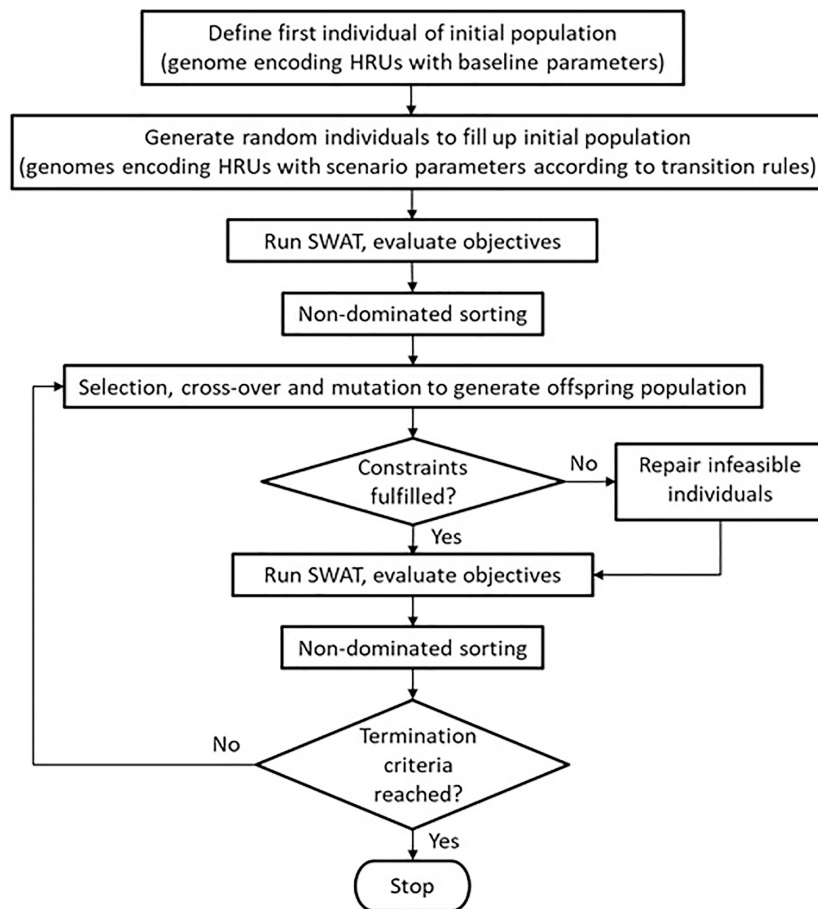 Define first individual of initial population
(genome encoding HRUs with baseline parameters)
Generate random individuals to fill up initial population
(genomes encoding HRUs with scenario parameters according to transition rules)
Run SWAT, evaluate objectives
Non-dominated sorting
Selection, cross-over and mutation to generate offspring population
Constraints
fulfilled?
No
Repair infeasible
individuals
Yes
Run SWAT, evaluate objectives
Non-dominated sorting
No
Termination
criteria
reached?
Yes
Stop